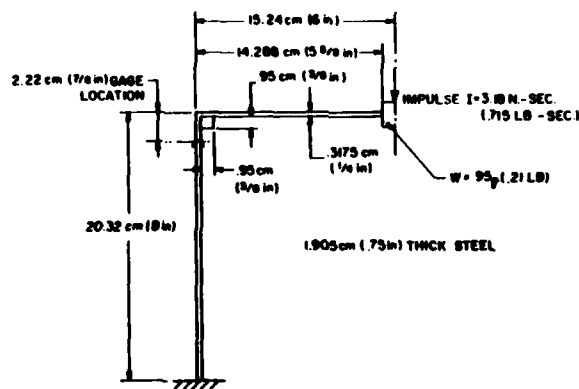 15.24 cm (6 in)
14.288 cm (5 5/8 in)
2.22 cm (7/8 in) GAGE
LOCATION
.95 cm (3/8 in)
IMPULSE I=3.18 N.-SEC.
(.715 LB-SEC.)
.3175 cm
(1/8 in)
.95 cm
(3/8 in)
W = 95g (.21 LB)
20.32 cm (8 in)
1.905 cm (.75 in) THICK STEEL